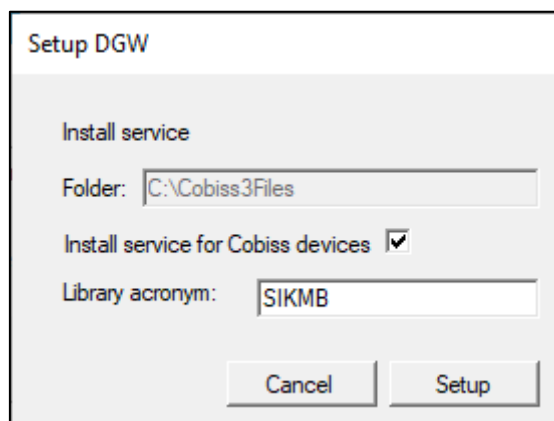 Setup DGW
Install service
Folder: C:\Cobiss3Files
Install service for Cobiss devices
Library acronym: SIKMB
Cancel Setup